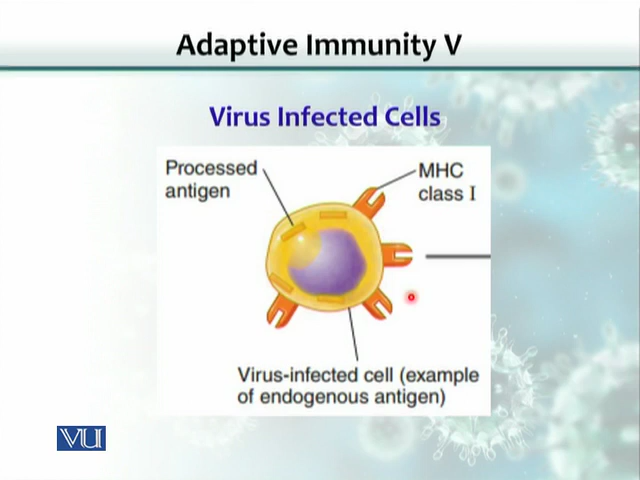 Adaptive Immunity V
Virus Infected Cells
Processed
antigen
MHC
class I
Virus-infected cell (example
of endogenous antigen)
VU